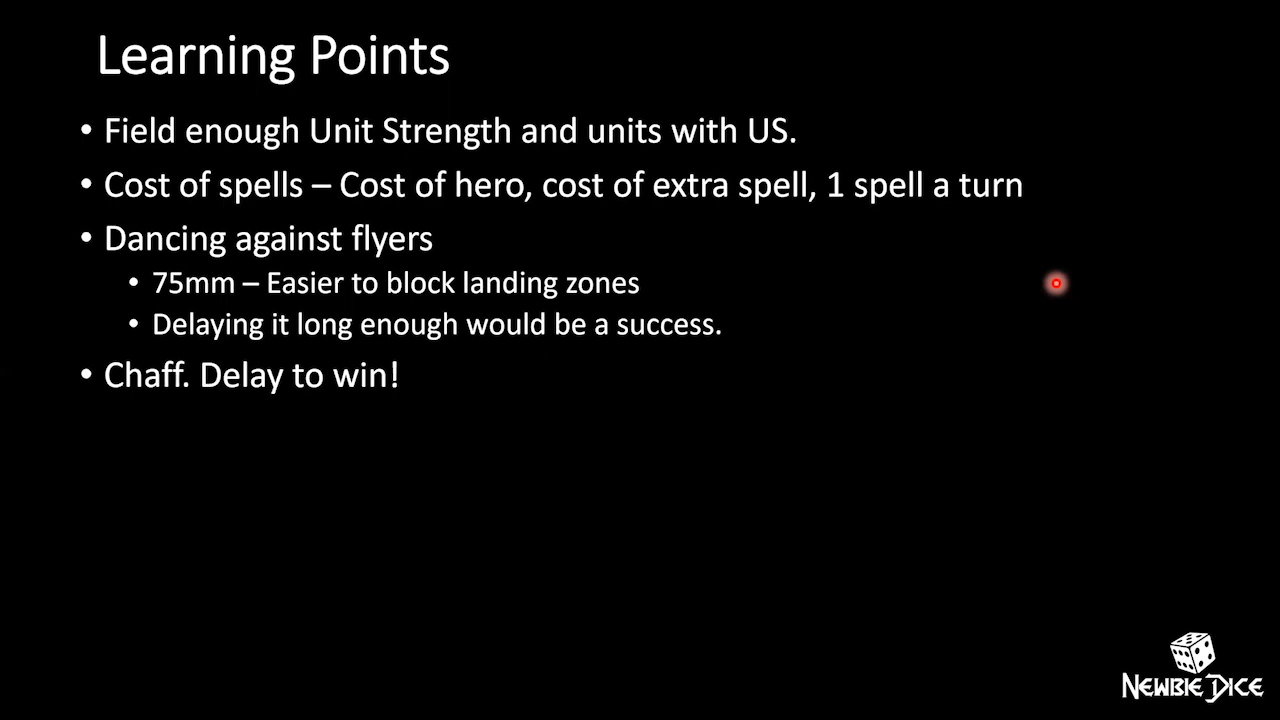 Learning Points
• Field enough Unit Strength and units with US.
• Cost of spells – Cost of hero, cost of extra spell, 1 spell a turn
• Dancing against flyers
• 75mm – Easier to block landing zones
• Delaying it long enough would be a success.
• Chaff. Delay to win!
NEWBIE DICE